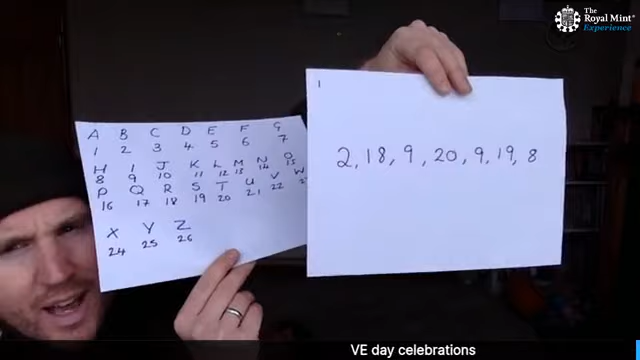 The
Royal Mint®
Experience
A B C D E F G
1 2 3 4 5 6 7
H I J K L M N O
8 9 10 11 12 13 14 15
P Q R S T U V W
16 17 18 19 20 21 22
X Y Z
24 25 26
1
2, 18, 9, 20, 9, 19, 8
VE day celebrations